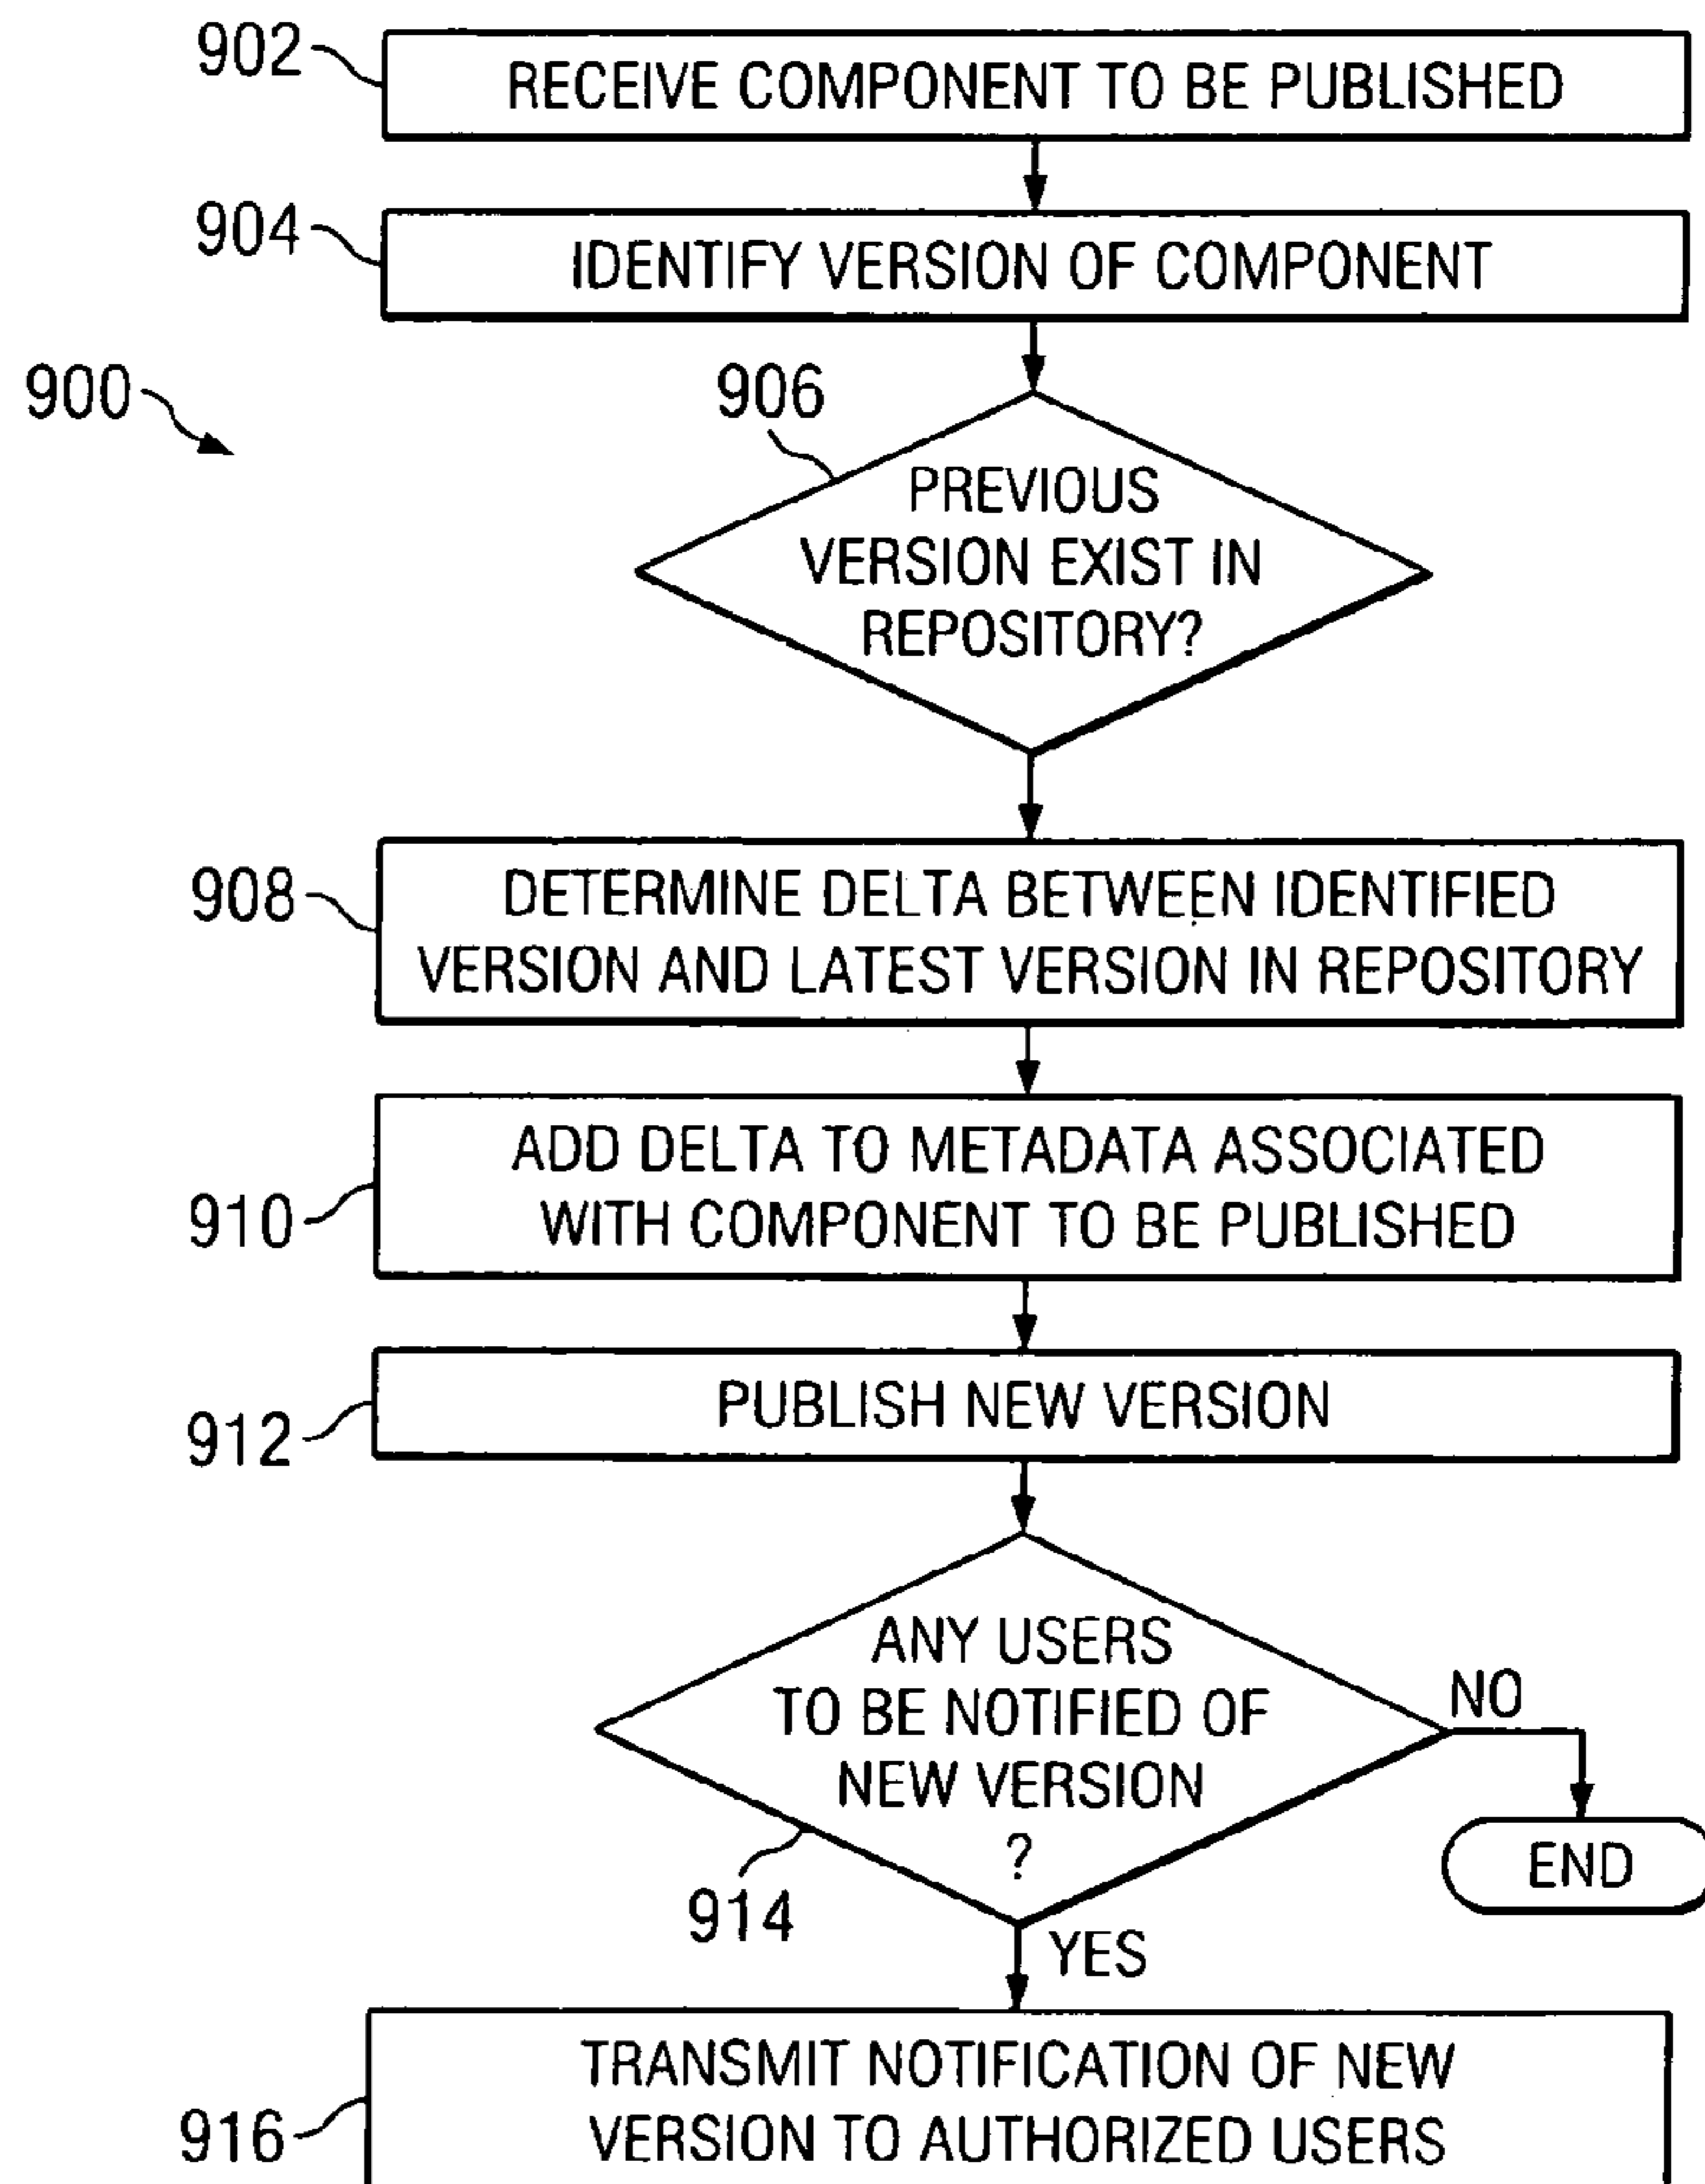 902
RECEIVE COMPONENT TO BE PUBLISHED
904
IDENTIFY VERSION OF COMPONENT
900
906
PREVIOUS
VERSION EXIST IN
REPOSITORY?
908
DETERMINE DELTA BETWEEN IDENTIFIED
VERSION AND LATEST VERSION IN REPOSITORY
910
ADD DELTA TO METADATA ASSOCIATED
WITH COMPONENT TO BE PUBLISHED
912
PUBLISH NEW VERSION
ANY USERS
TO BE NOTIFIED OF
NEW VERSION
?
NO
END
914
YES
916
TRANSMIT NOTIFICATION OF NEW
VERSION TO AUTHORIZED USERS